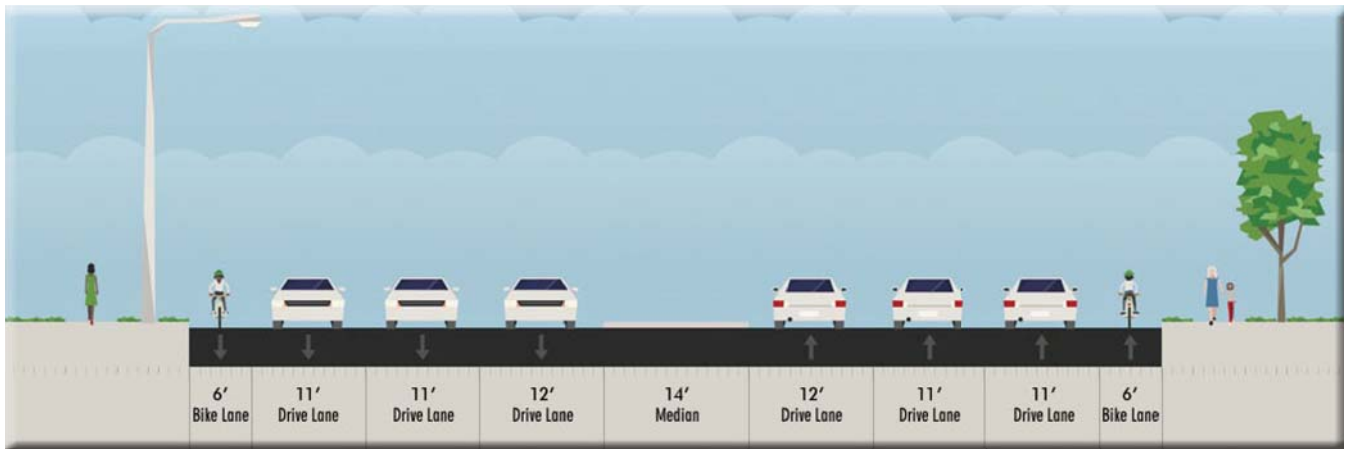 6′
Bike Lane
11′
Drive Lane
11′
Drive Lane
12′
Drive Lane
14′
Median
12′
Drive Lane
11′
Drive Lane
11′
Drive Lane
6′
Bike Lane